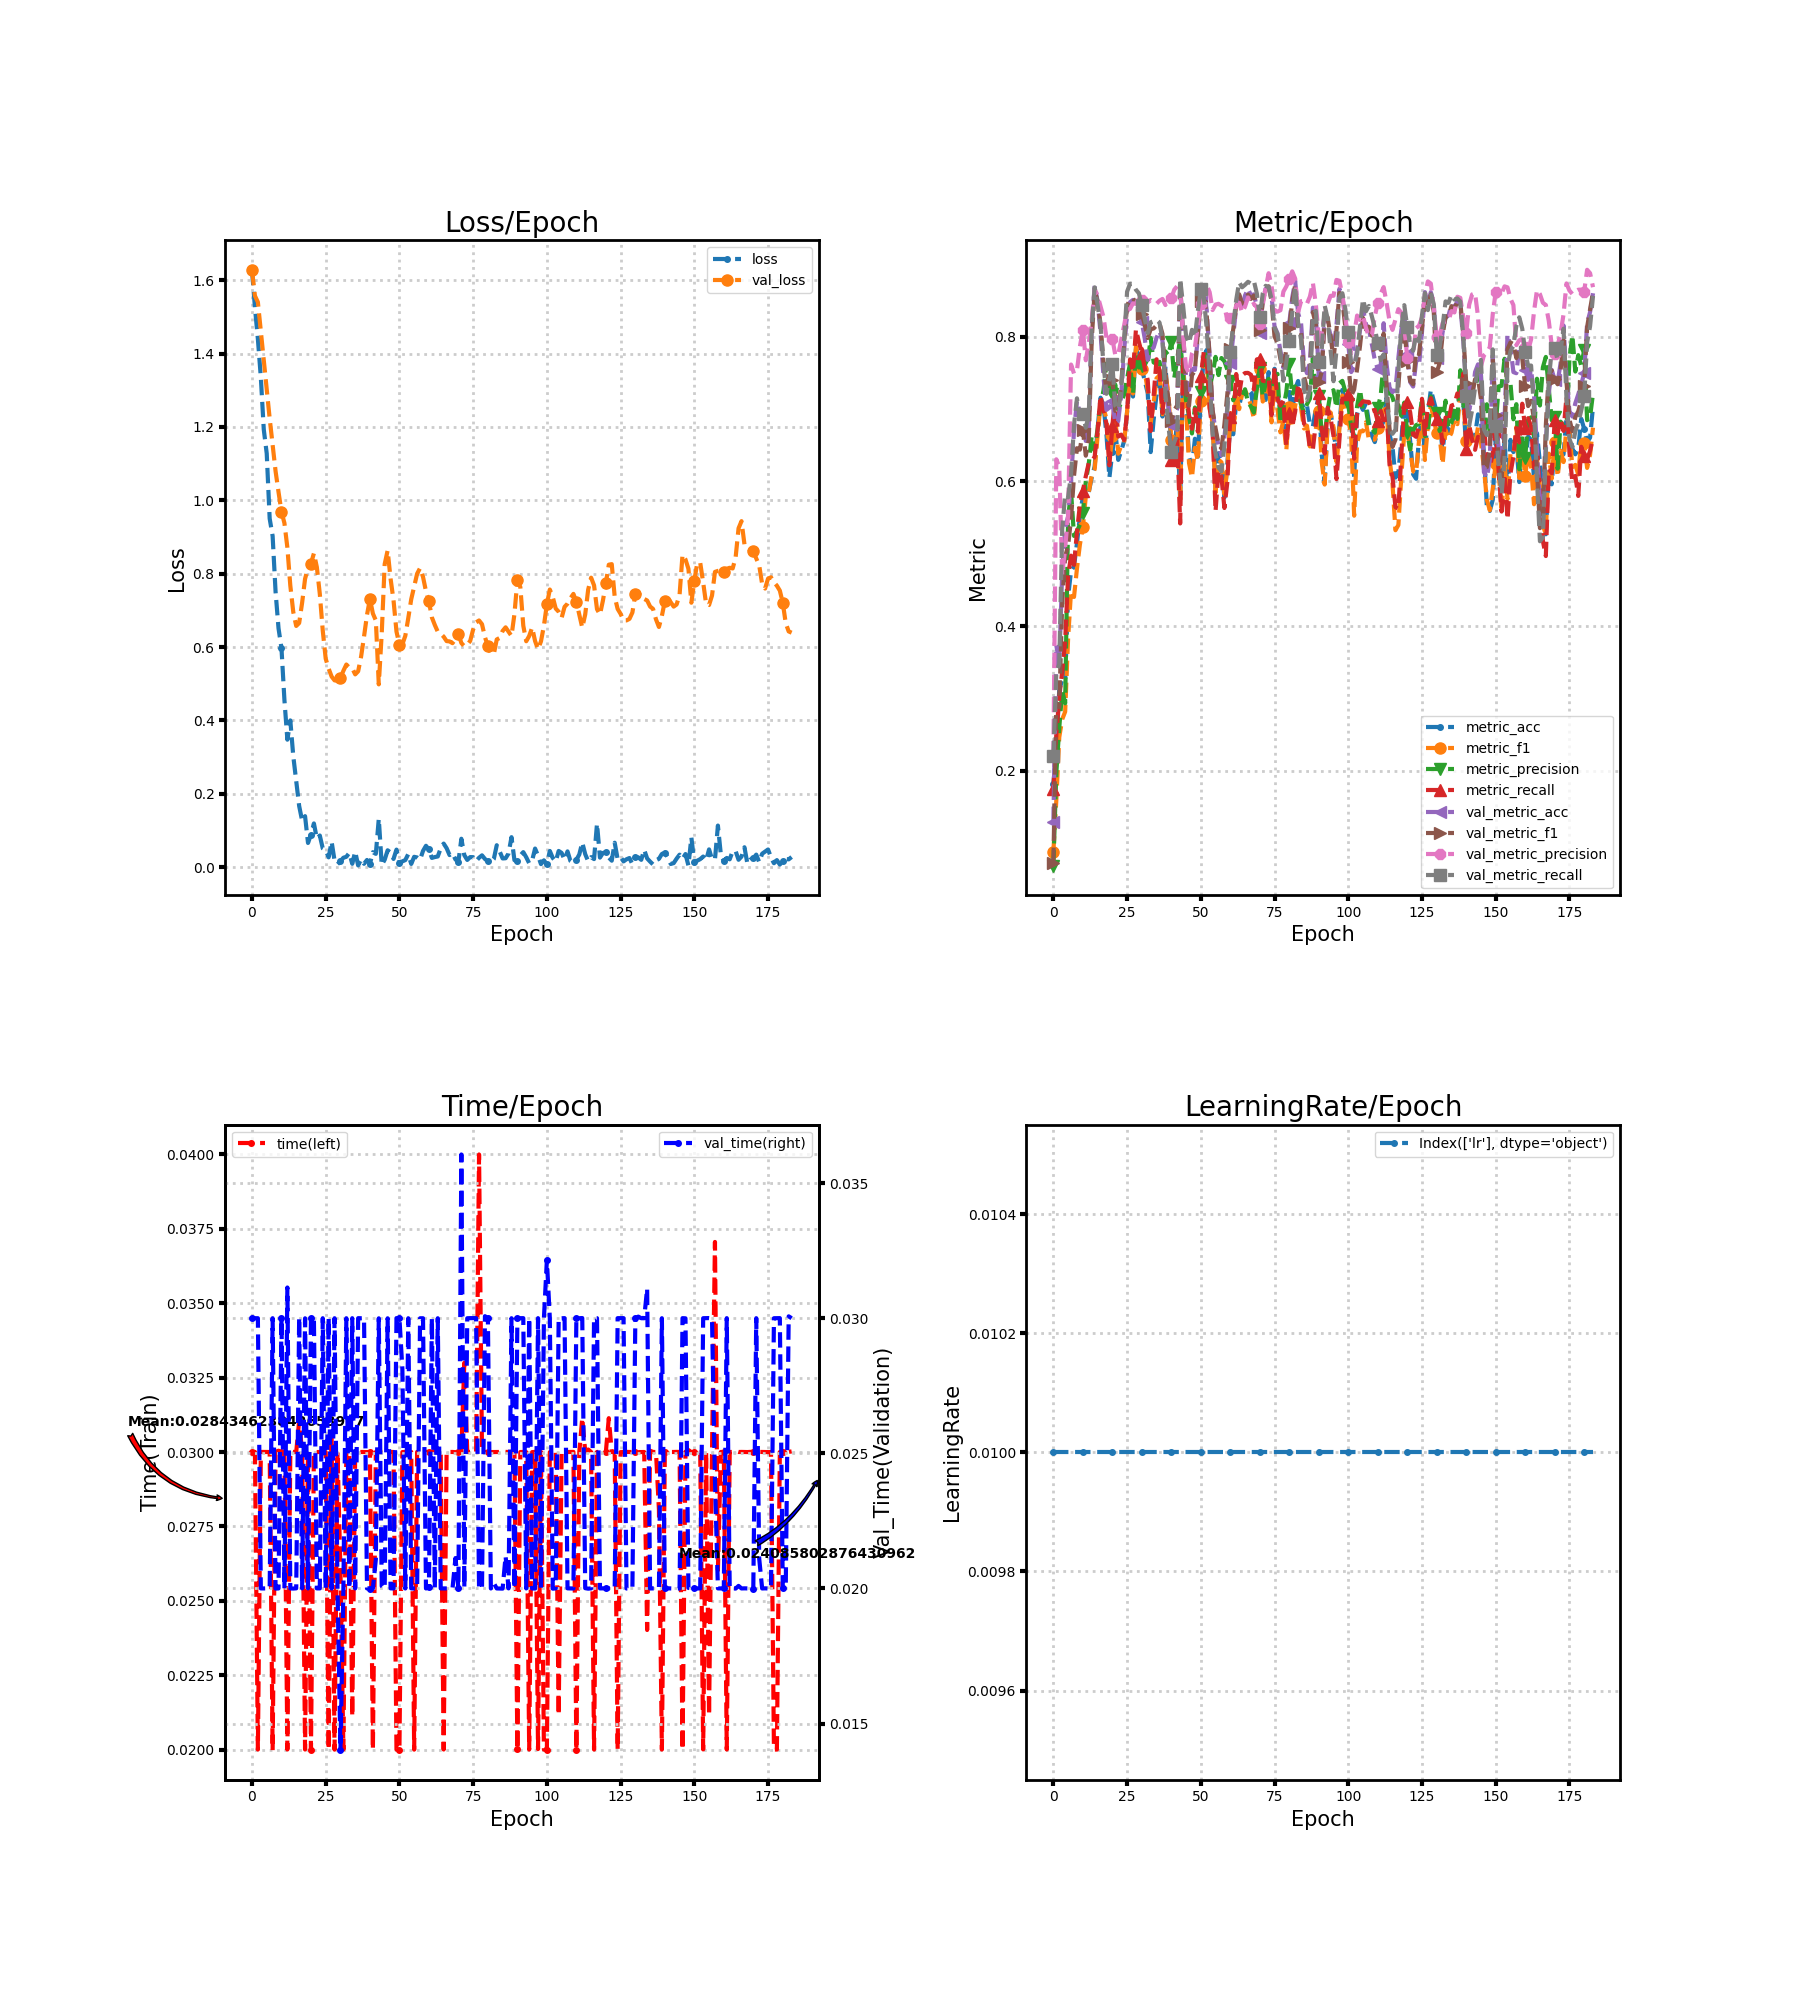 Loss/Epoch
loss
val_loss
1.6
1.4
1.2
1.0
0.8
0.6
0.4
0.2
0.0
Loss
0 25 50 75 100 125 150 175
Epoch
Metric/Epoch
0.8
0.6
0.4
0.2
Metric
metric_acc
metric_f1
metric_precision
metric_recall
val_metric_acc
val_metric_f1
val_metric_precision
val_metric_recall
0 25 50 75 100 125 150 175
Epoch
Time/Epoch
time(left)
val_time(right)
0.0400
0.0375
0.0350
0.0325
0.0300
0.0275
0.0250
0.0225
0.0200
Time(Train)
0.035
0.030
0.025
0.020
0.015
Val_Time(Validation)
0 25 50 75 100 125 150 175
Epoch
LearningRate/Epoch
Index(['lr'], dtype='object')
0.0104
0.0102
0.0100
0.0098
0.0096
LearningRate
0 25 50 75 100 125 150 175
Epoch